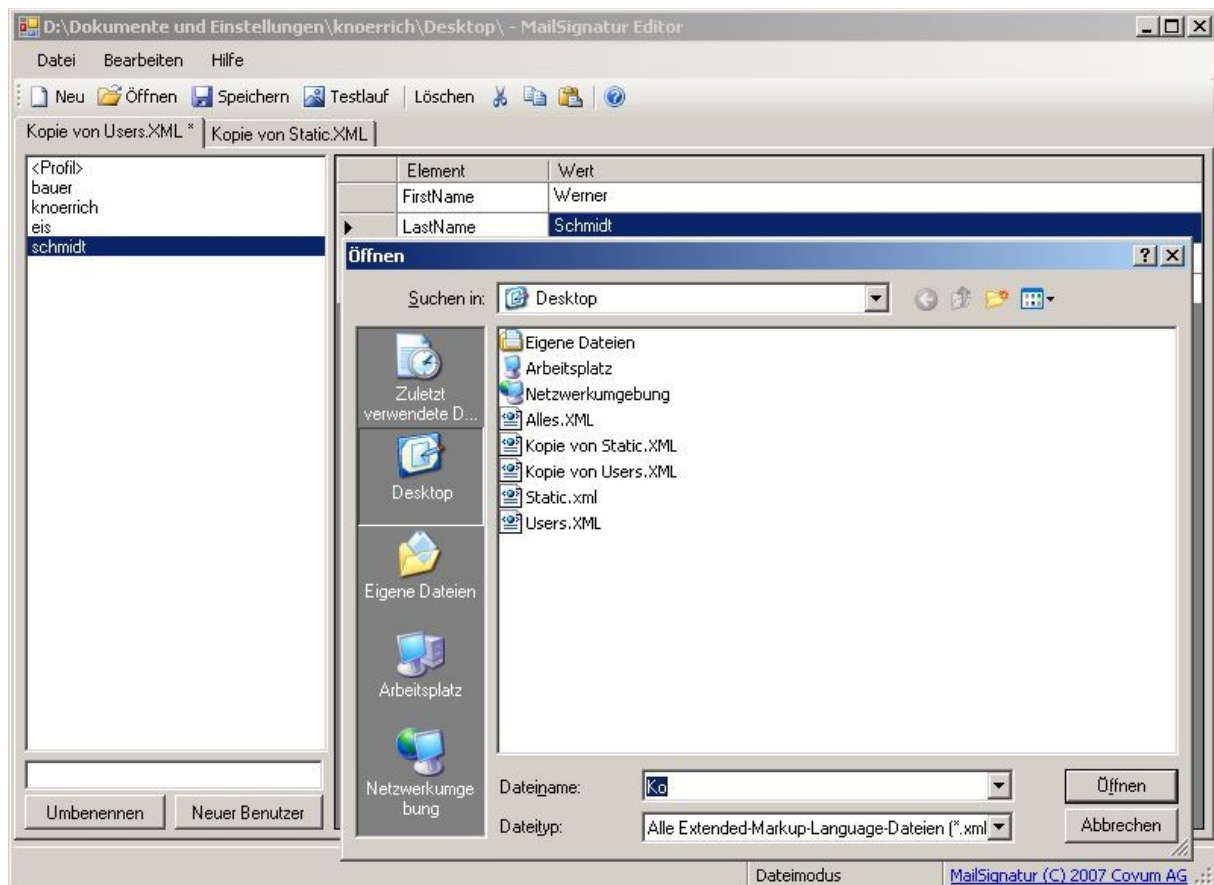 D:\Dokumente und Einstellungen\knoerrich\Desktop\ - MailSignatur Editor
Datei Bearbeiten Hilfe
Neu Öffnen Speichern Testlauf Löschen
Kopie von Users.XML * Kopie von Static.XML
<Profil>
bauer
knoerrich
eis
schmidt
Element Wert
FirstName Werner
LastName Schmidt
Öffnen
Suchen in: Desktop
Zuletzt
verwendete D...
Desktop
Eigene Dateien
Arbeitsplatz
Netzwerkumge
bung
Eigene Dateien
Arbeitsplatz
Netzwerkumgebung
Alles.XML
Kopie von Static.XML
Kopie von Users.XML
Static.xml
Users.XML
Dateiname: Ko
Öffnen
Dateityp: Alle Extended-Markup-Language-Dateien (*.xml
Abbrechen
Umbenennen Neuer Benutzer
Dateimodus MailSignatur (C) 2007 Covum AG